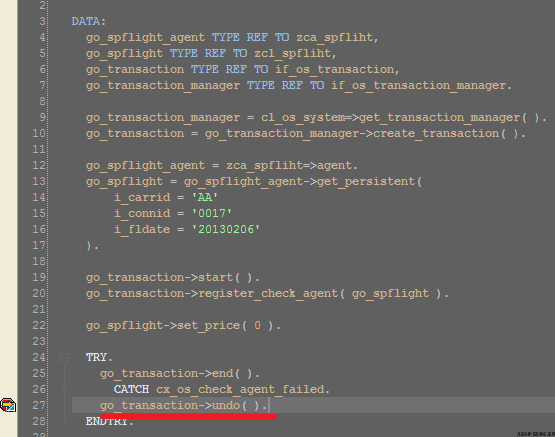 2
3 DATA:
4 go_spflight_agent TYPE REF TO zca_spfliht,
5 go_spflight TYPE REF TO zcl_spfliht,
6 go_transaction TYPE REF TO if_os_transaction,
7 go_transaction_manager TYPE REF TO if_os_transaction_manager.
8
9 go_transaction_manager = cl_os_system=>get_transaction_manager( ).
10 go_transaction = go_transaction_manager->create_transaction( ).
11
12 go_spflight_agent = zca_spfliht=>agent.
13 go_spflight = go_spflight_agent->get_persistent(
14 i_carrid = 'AA'
15 i_connid = '0017'
16 i_fldate = '20130206'
17 ).
18
19 go_transaction->start( ).
20 go_transaction->register_check_agent( go_spflight ).
21
22 go_spflight->set_price( 0 ).
23
24 TRY.
25 go_transaction->end( ).
26 CATCH cx_os_check_agent_failed.
27 go_transaction->undo( ).
28 ENDTRY.